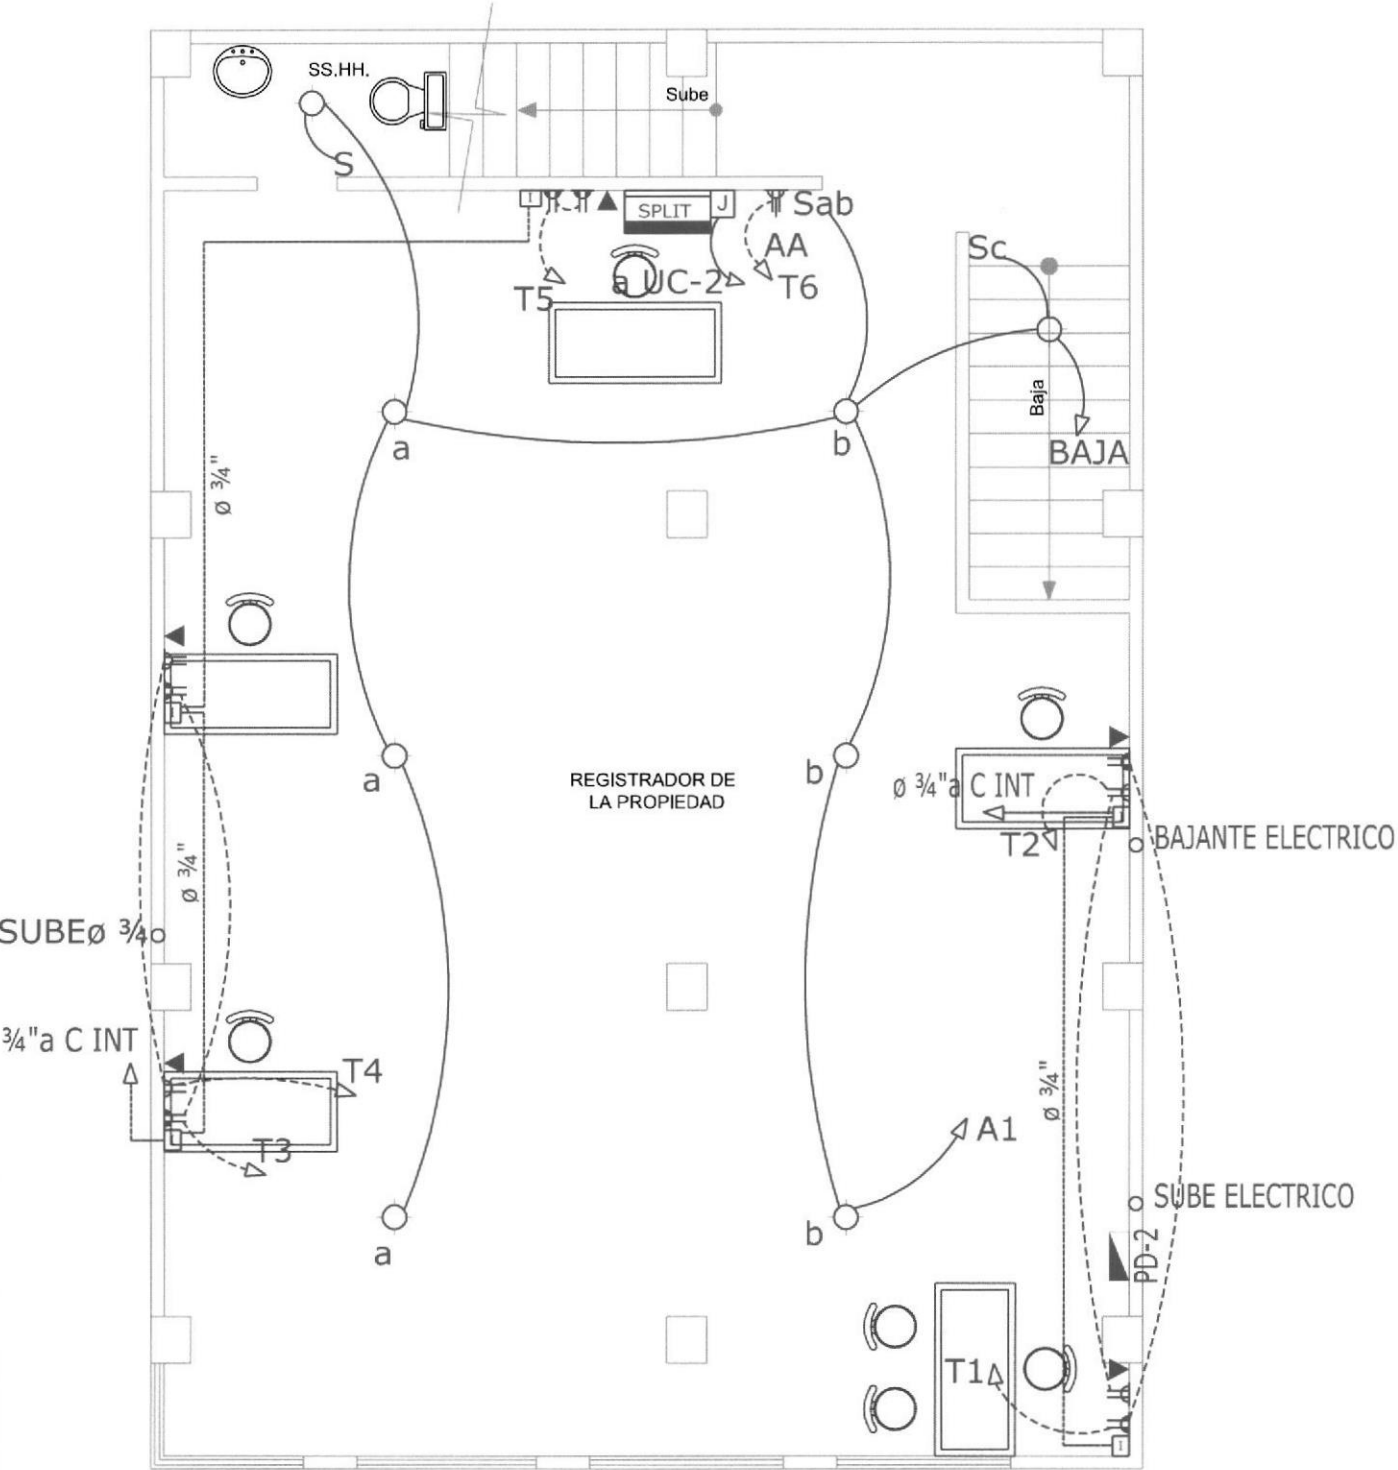 SS.HH.
Sube
S
I
SPLIT
J
Sab
AA
a UC-2
T6
T5
Sc
Baja
BAJA
a
b
ø ¾"
a
b
REGISTRADOR DE
LA PROPIEDAD
ø ¾"a C INT
I
T2
BAJANTE ELECTRICO
I
ø ¾"
SUBEø ¾
¾"a C INT
T4
T3
I
ø ¾"
A1
SUBE ELECTRICO
PD-2
a
b
T1
I